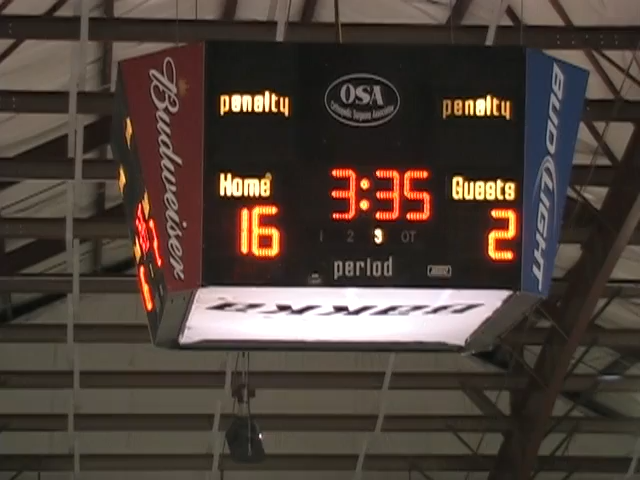 Budweiser
penalty
OSA
penalty
BUD LIGHT
Home 3:35 Guests
16 2
1 2 3 OT
period